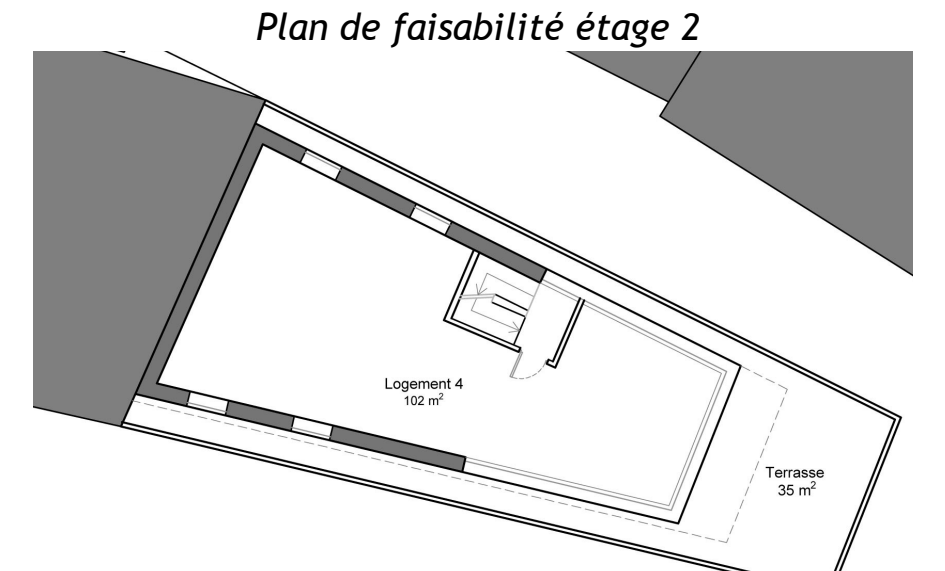 Plan de faisabilité étage 2
Logement 4
102 m²
Terrasse
35 m²